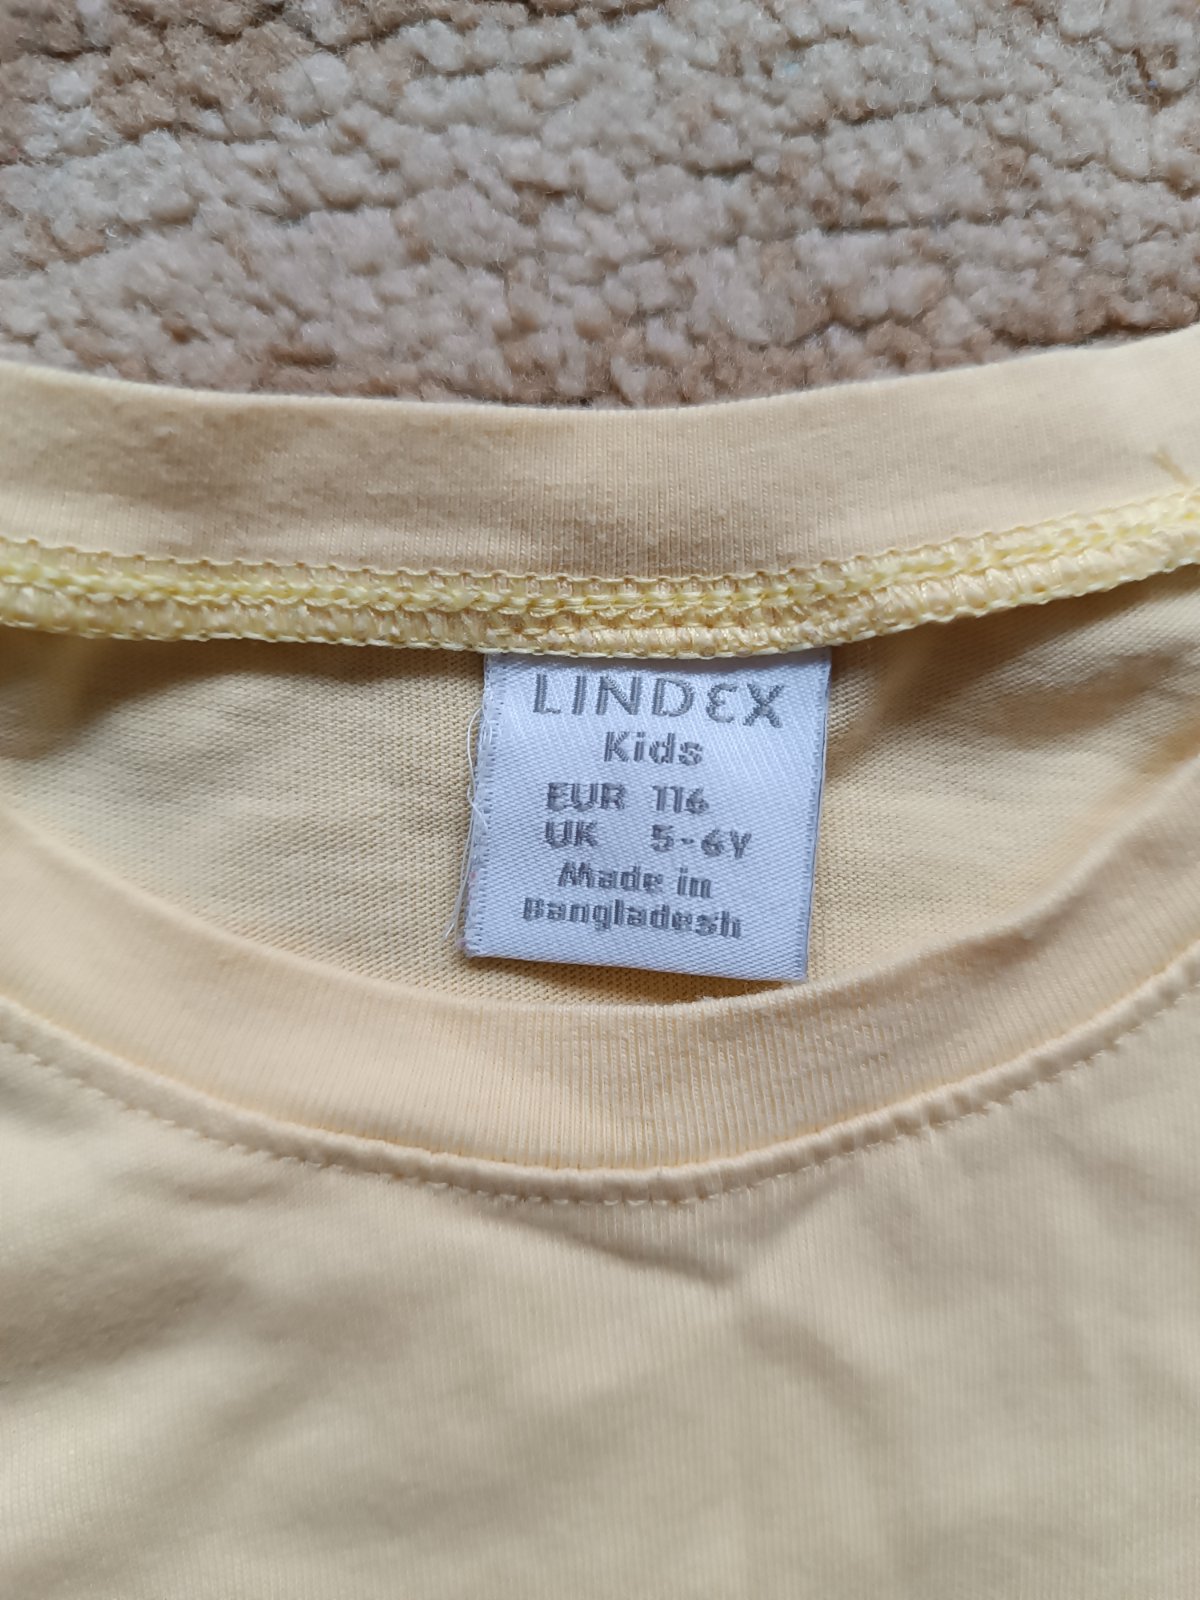 LINDEX
Kids
EUR 116
UK 5-6Y
Made in
Bangladesh